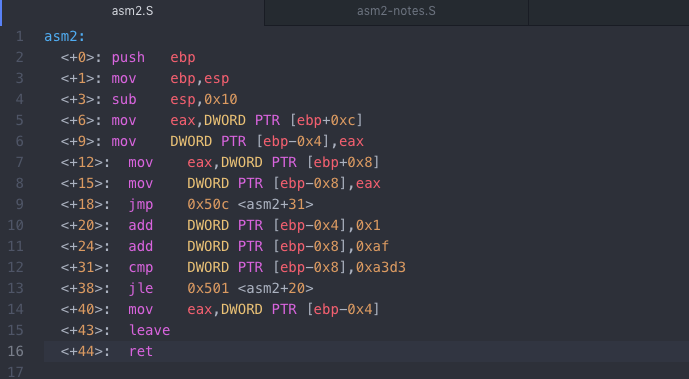 asm2.S asm2-notes.S
1 asm2:
2 <+0>: push ebp
3 <+1>: mov ebp,esp
4 <+3>: sub esp,0x10
5 <+6>: mov eax,DWORD PTR [ebp+0xc]
6 <+9>: mov DWORD PTR [ebp-0x4],eax
7 <+12>: mov eax,DWORD PTR [ebp+0x8]
8 <+15>: mov DWORD PTR [ebp-0x8],eax
9 <+18>: jmp 0x50c <asm2+31>
10 <+20>: add DWORD PTR [ebp-0x4],0x1
11 <+24>: add DWORD PTR [ebp-0x8],0xaf
12 <+31>: cmp DWORD PTR [ebp-0x8],0xa3d3
13 <+38>: jle 0x501 <asm2+20>
14 <+40>: mov eax,DWORD PTR [ebp-0x4]
15 <+43>: leave
16 <+44>: ret
17